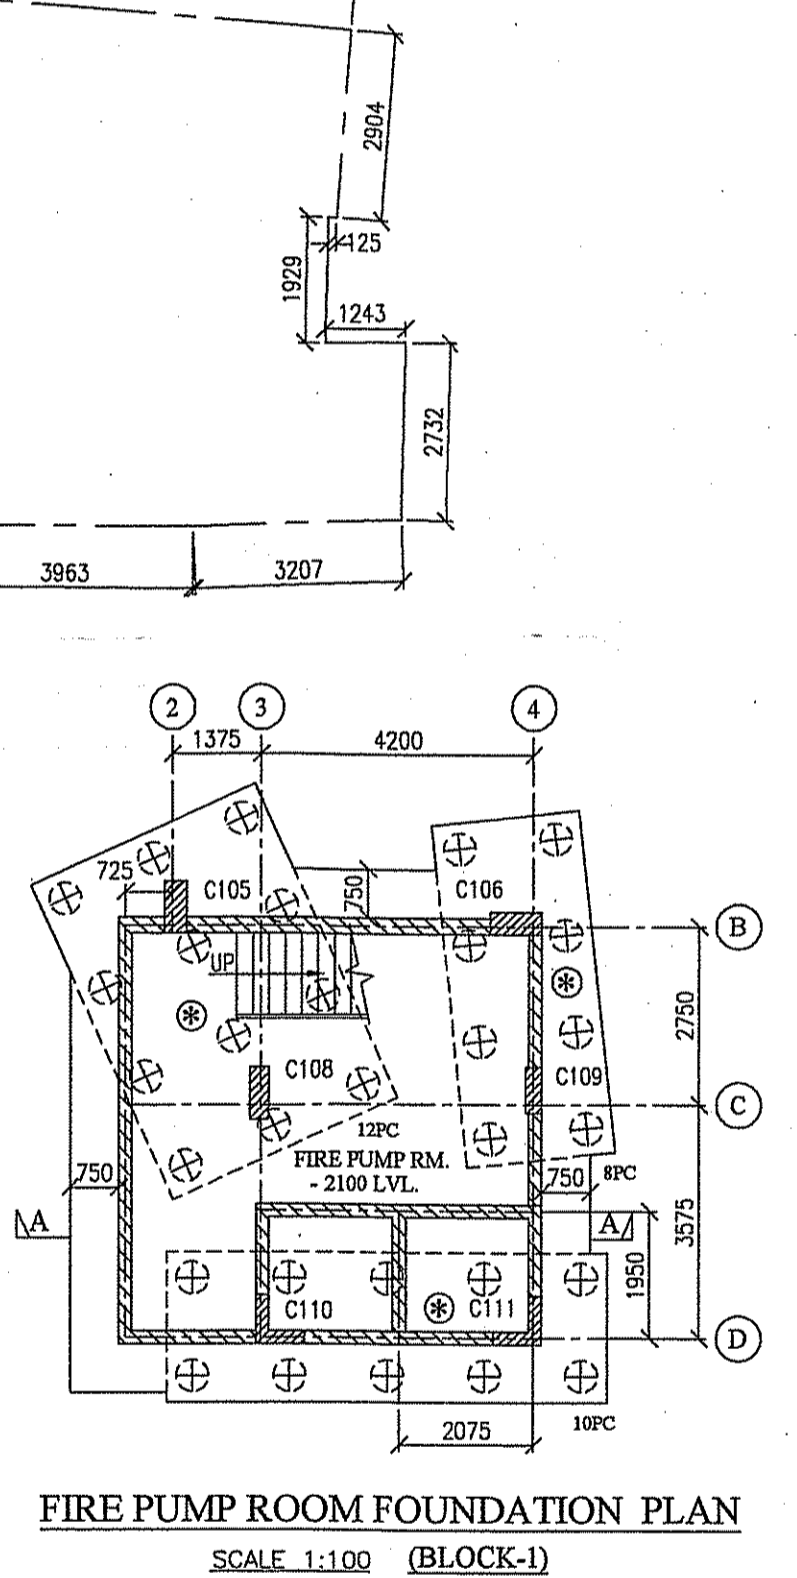 2904
125
1929
1243
2732
3963
3207
2
3
4
1375
4200
725
C105
750
C106
B
UP
2750
C108
C109
C
12PC
FIRE PUMP RM.
- 2100 LVL.
750
750
8PC
A
A
3575
1950
C110
C111
D
2075
10PC
FIRE PUMP ROOM FOUNDATION PLAN
SCALE 1:100 (BLOCK-1)